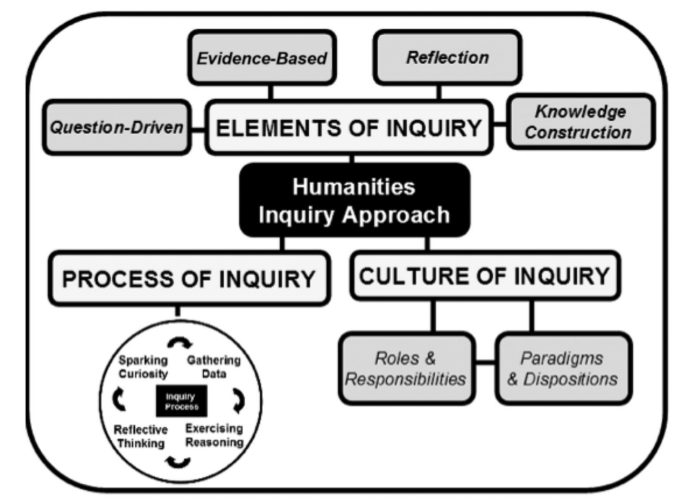 Evidence-Based
Reflection
Question-Driven
ELEMENTS OF INQUIRY
Knowledge
Construction
Humanities
Inquiry Approach
PROCESS OF INQUIRY
CULTURE OF INQUIRY
Sparking
Curiosity
Gathering
Data
Inquiry
Process
Reflective
Thinking
Exercising
Reasoning
Roles &
Responsibilities
Paradigms
& Dispositions